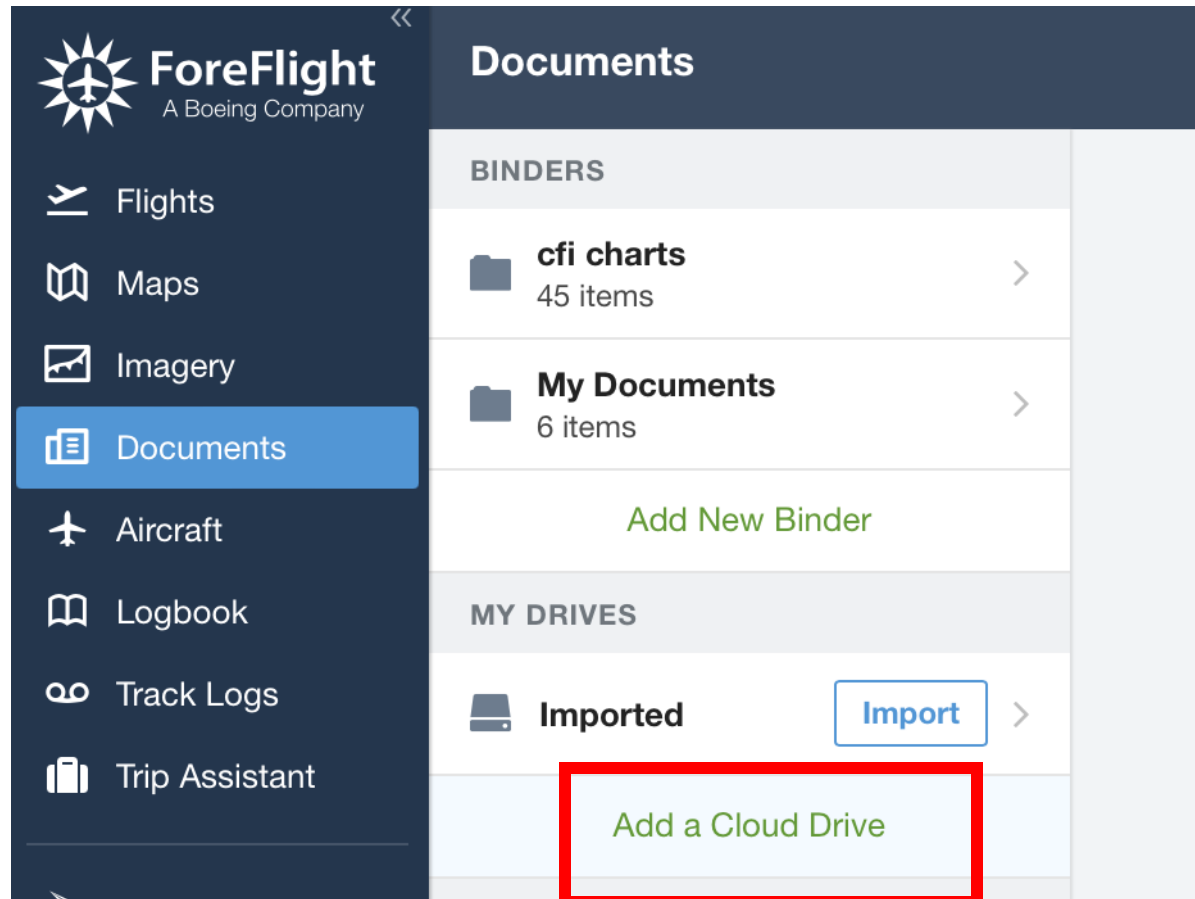 ForeFlight
A Boeing Company
Flights
Maps
Imagery
Documents
Aircraft
Logbook
Track Logs
Trip Assistant
Documents
BINDERS
cfi charts
45 items
My Documents
6 items
Add New Binder
MY DRIVES
Imported
Import
Add a Cloud Drive